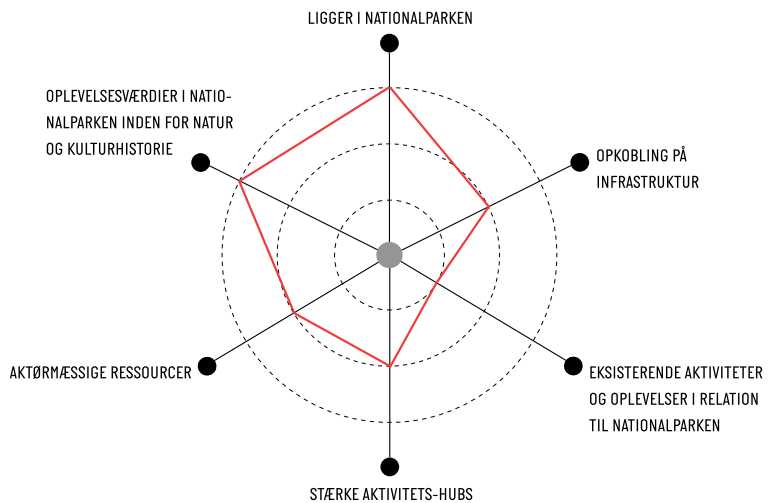 LIGGER I NATIONALPARKEN
OPLEVELSESVÆRDIER I NATIO-
NALPARKEN INDEN FOR NATUR
OG KULTURHISTORIE
OPKOBLING PÅ
INFRASTRUKTUR
AKTØRMÆSSIGE RESSOURCER
EKSISTERENDE AKTIVITETER
OG OPLEVELSER I RELATION
TIL NATIONALPARKEN
STÆRKE AKTIVITETS-HUBS